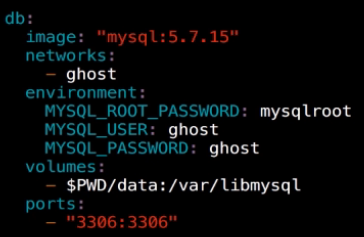 db:
  image: "mysql:5.7.15"
  networks:
    - ghost
  environment:
    MYSQL_ROOT_PASSWORD: mysqlroot
    MYSQL_USER: ghost
    MYSQL_PASSWORD: ghost
  volumes:
    - $PWD/data:/var/libmysql
  ports:
    - "3306:3306"